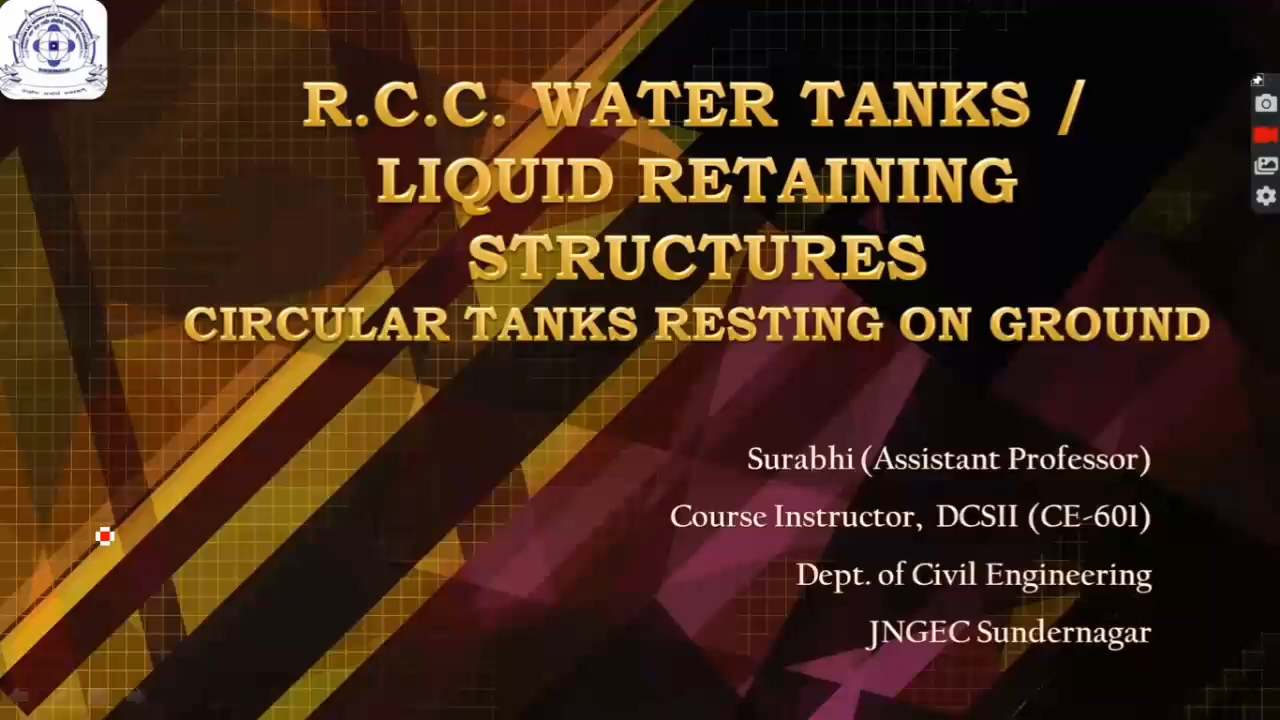 R.C.C. WATER TANKS /
LIQUID RETAINING
STRUCTURES
CIRCULAR TANKS RESTING ON GROUND
Surabhi (Assistant Professor)
Course Instructor, DCSII (CE-601)
Dept. of Civil Engineering
JNGEC Sundernagar